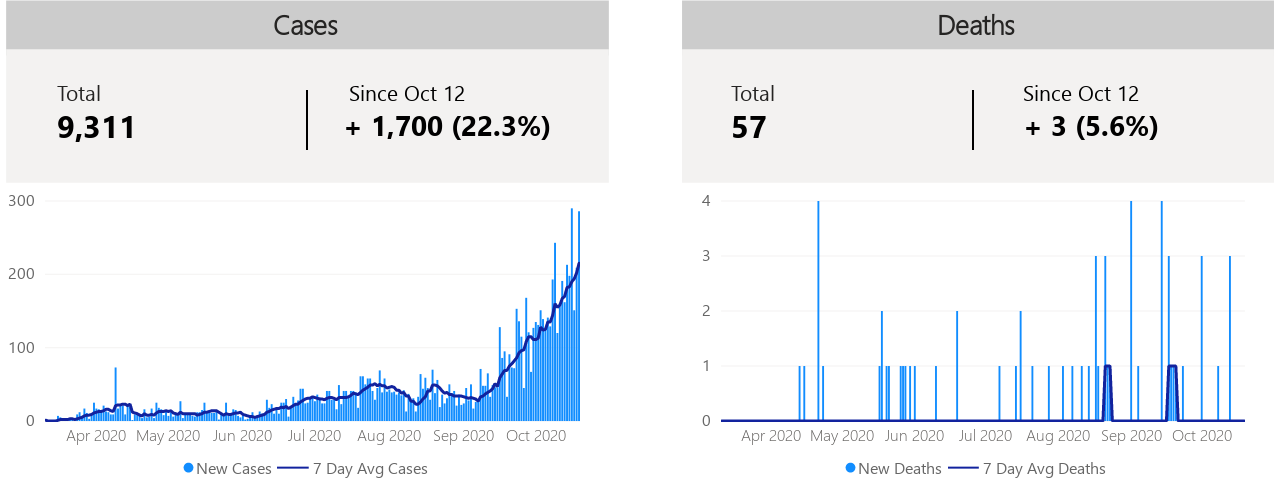 Cases
Total
Since Oct 12
9,311
+ 1,700 (22.3%)
300
200
100
0
Apr 2020 May 2020 Jun 2020 Jul 2020 Aug 2020 Sep 2020 Oct 2020
New Cases 7 Day Avg Cases
Deaths
Total
Since Oct 12
57
+ 3 (5.6%)
4
3
2
1
0
Apr 2020 May 2020 Jun 2020 Jul 2020 Aug 2020 Sep 2020 Oct 2020
New Deaths 7 Day Avg Deaths